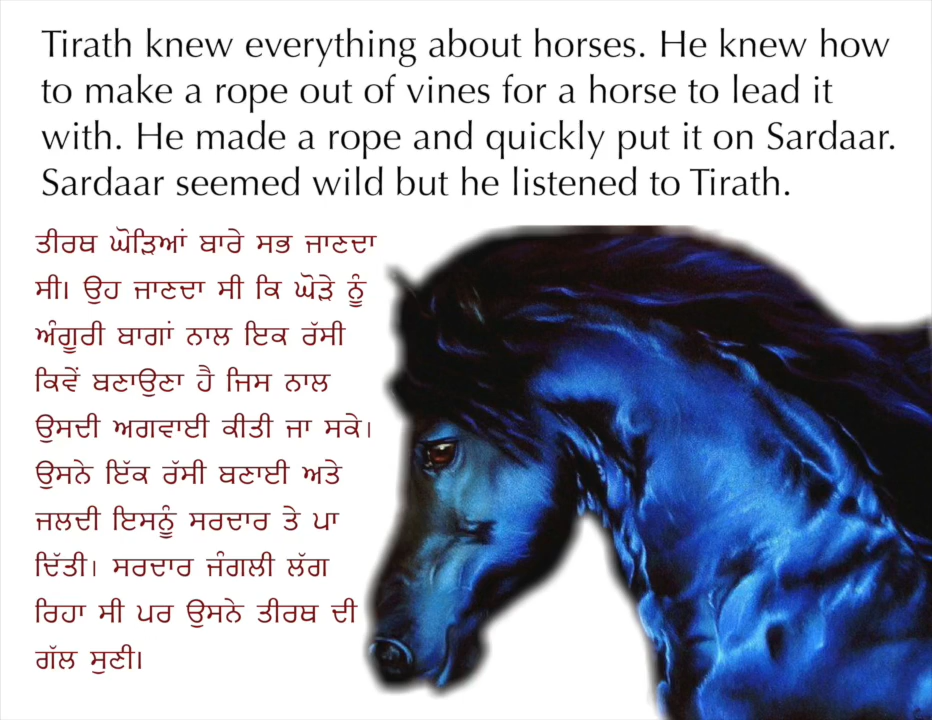 Tirath knew everything about horses. He knew how
to make a rope out of vines for a horse to lead it
with. He made a rope and quickly put it on Sardaar.
Sardaar seemed wild but he listened to Tirath.
ਤੀਰਥ ਘੋੜਿਆਂ ਬਾਰੇ ਸਭ ਜਾਣਦਾ
ਸੀ। ਉਹ ਜਾਣਦਾ ਸੀ ਕਿ ਘੋੜੇ ਨੂੰ
ਅੰਗੂਰੀ ਬਾਗਾਂ ਨਾਲ ਇਕ ਰੱਸੀ
ਕਿਵੇਂ ਬਣਾਉਣਾ ਹੈ ਜਿਸ ਨਾਲ
ਉਸਦੀ ਅਗਵਾਈ ਕੀਤੀ ਜਾ ਸਕੇ।
ਉਸਨੇ ਇੱਕ ਰੱਸੀ ਬਣਾਈ ਅਤੇ
ਜਲਦੀ ਇਸਨੂੰ ਸਰਦਾਰ ਤੇ ਪਾ
ਦਿੱਤੀ। ਸਰਦਾਰ ਜੰਗਲੀ ਲੱਗ
ਰਿਹਾ ਸੀ ਪਰ ਉਸਨੇ ਤੀਰਥ ਦੀ
ਗੱਲ ਸੁਣੀ।